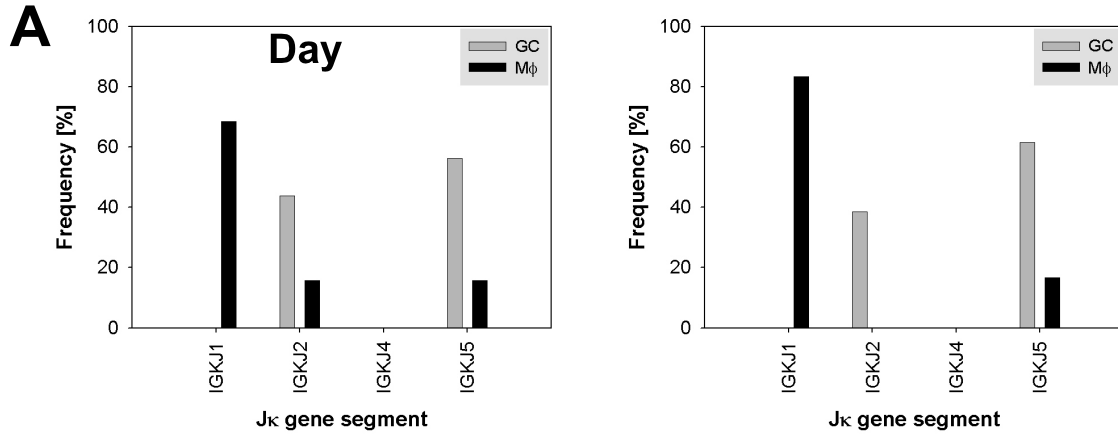 A
Day
GC
Mϕ
Frequency [%]
100
80
60
40
20
0
IGKJ1
IGKJ2
IGKJ4
IGKJ5
Jκ gene segment
GC
Mϕ
Frequency [%]
100
80
60
40
20
0
IGKJ1
IGKJ2
IGKJ4
IGKJ5
Jκ gene segment